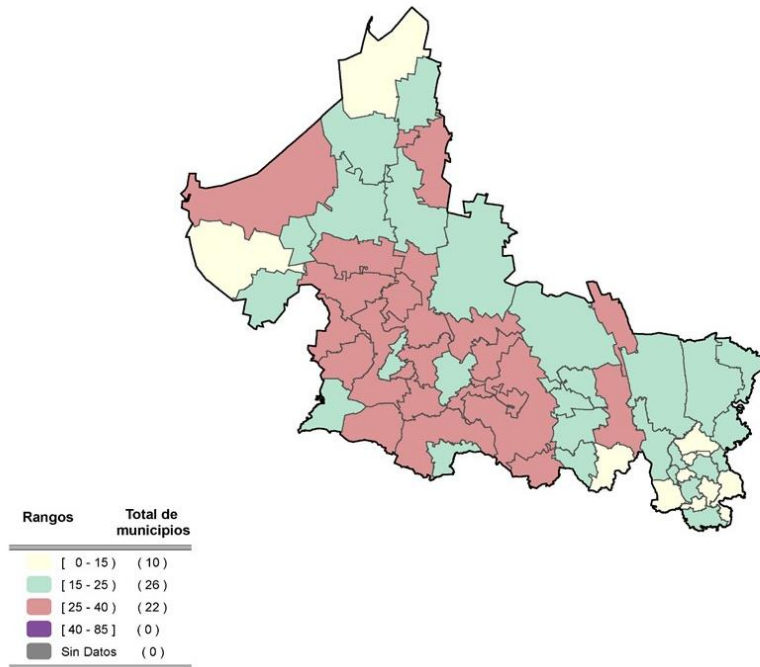 Rangos Total de municipios
[ 0 - 15 ) ( 10 )
[ 15 - 25 ) ( 26 )
[ 25 - 40 ) ( 22 )
[ 40 - 85 ] ( 0 )
Sin Datos ( 0 )